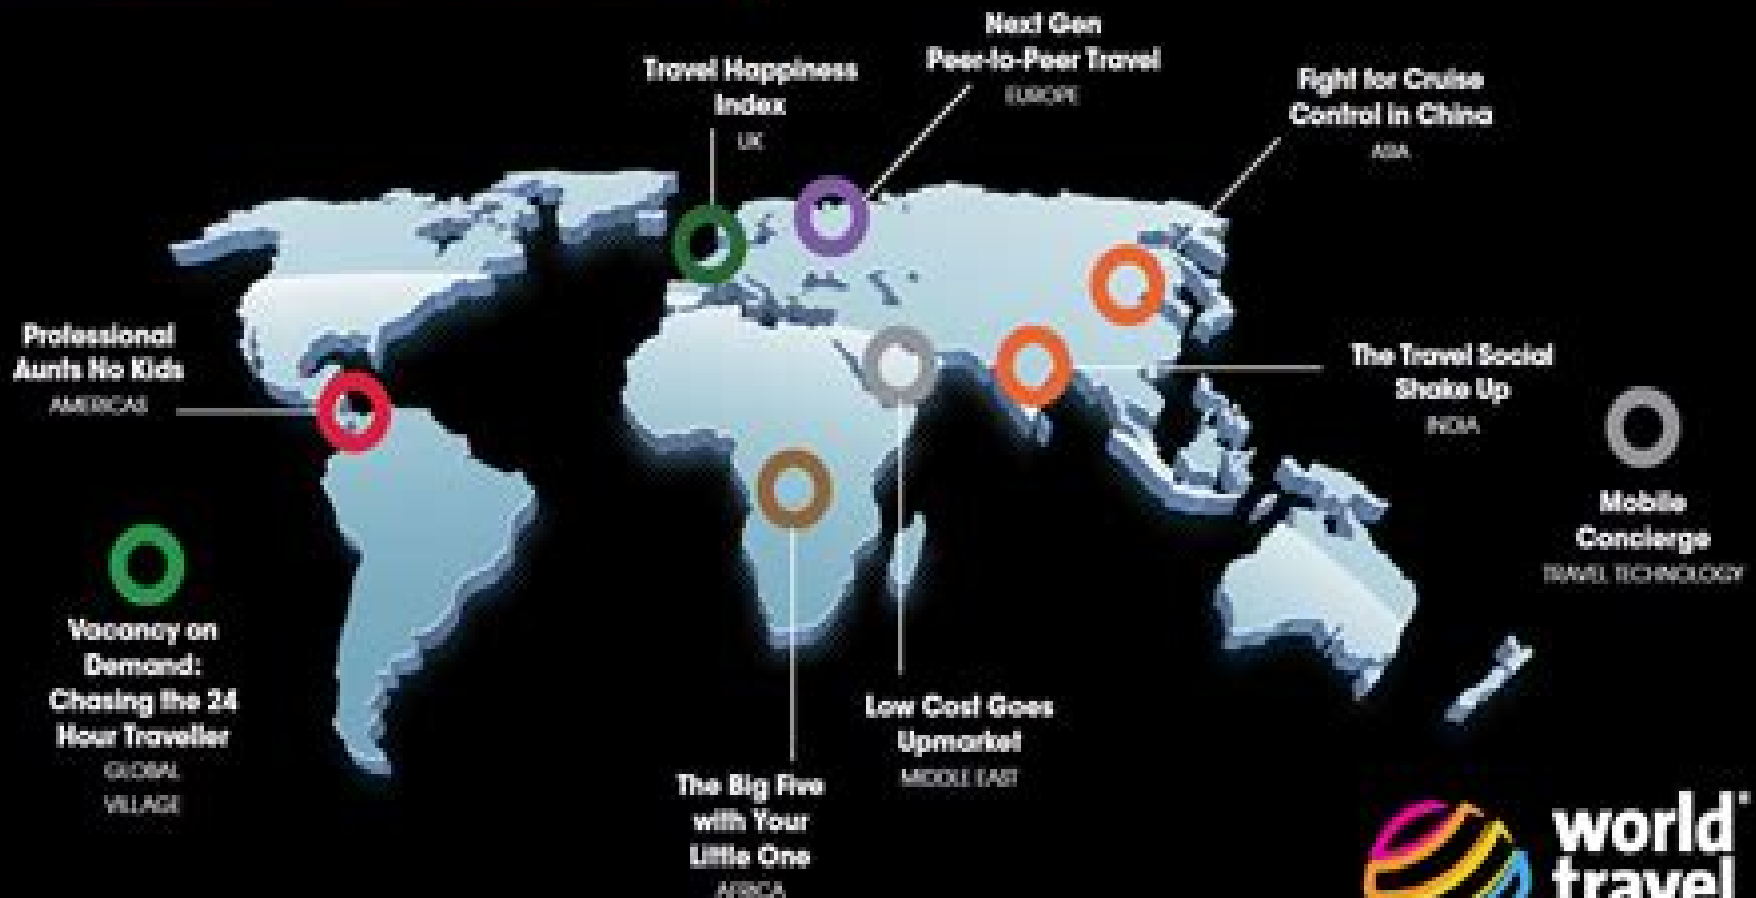 Next Gen
Peer-to-Peer Travel
EUROPE
Travel Happiness
Index
UK
Fight for Cruise
Control in China
ASIA
Professional
Aunts No Kids
AMERICAS
The Travel Social
Shake Up
INDIA
Mobile
Concierge
TRAVEL TECHNOLOGY
Vacancy on
Demand:
Chasing the 24
Hour Traveller
GLOBAL
VILLAGE
Low Cost Goes
Upmarket
MIDDLE EAST
The Big Five
with Your
Little One
AFRICA
world
travel